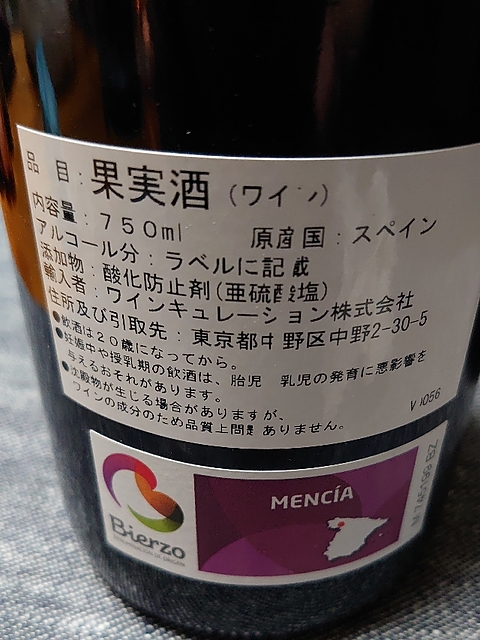 品目:果実酒(ワイン)
内容量:750ml 原産国:スペイン
アルコール分:ラベルに記載
添加物:酸化防止剤(亜硫酸塩)
輸入者:ワインキュレーション株式会社
住所及び引取先:東京都中野区中野2-30-5
●飲酒は20歳になってから。
●妊娠中や授乳期の飲酒は、胎児 乳児の発育に悪影響を
与えるおそれがあります。
●沈殿物が生じる場合がありますが、
ワインの成分のため品質上問題ありません。
V1056
MENCÍA
Bierzo
DENOMINACIÓN DE ORIGEN